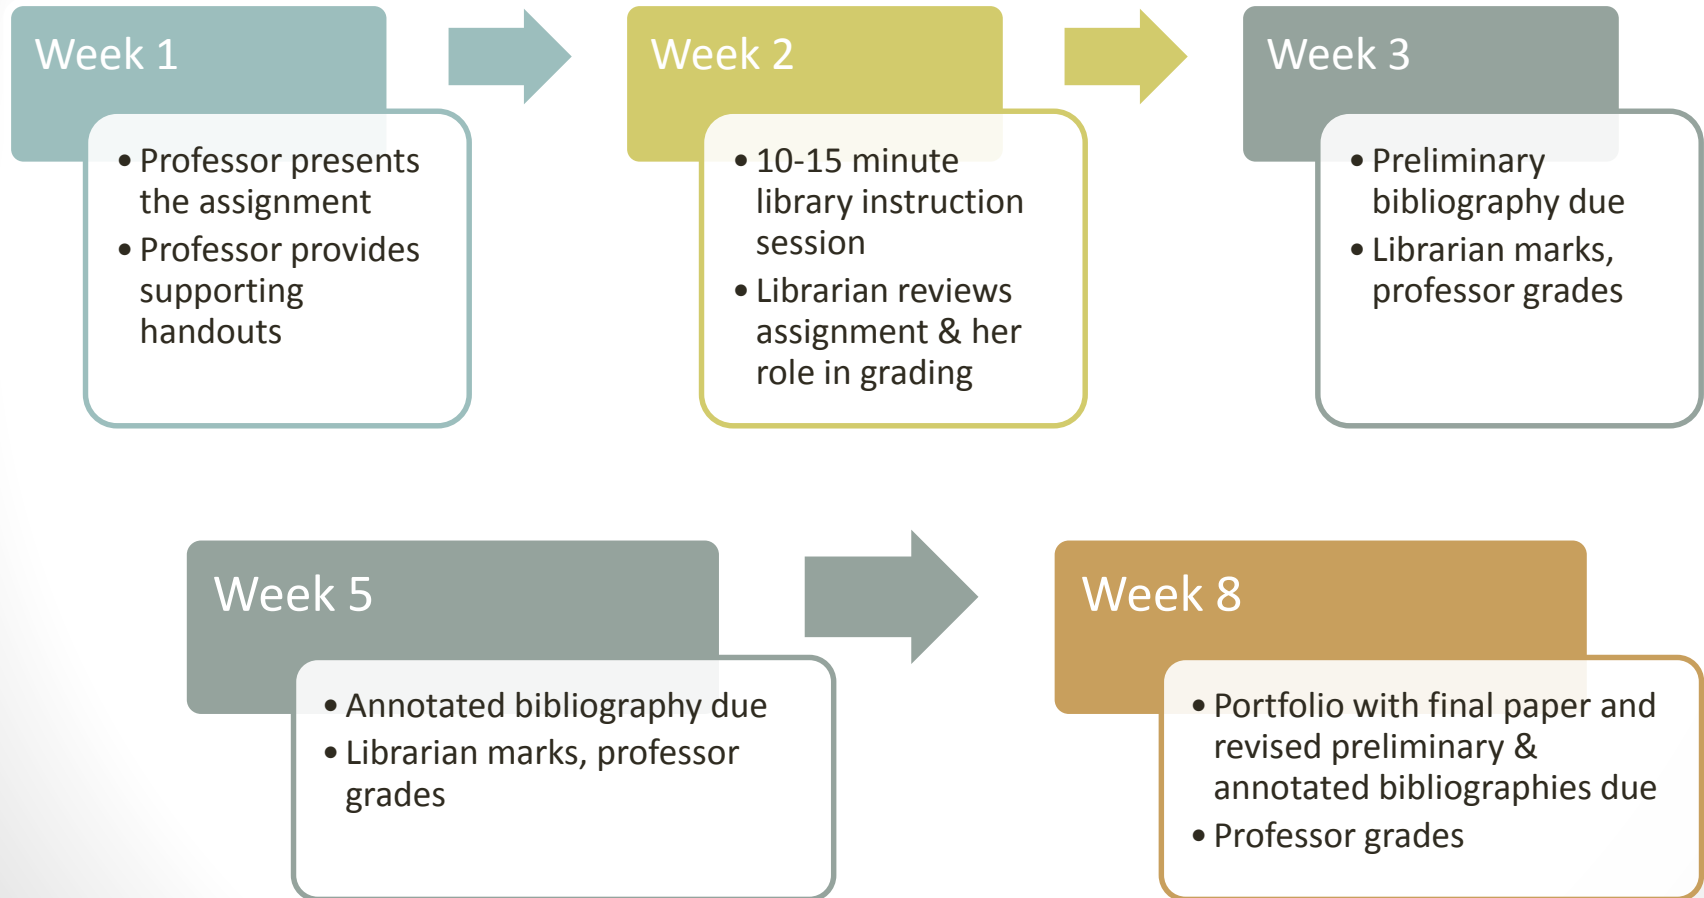 Week 1
• Professor presents
the assignment
• Professor provides
supporting
handouts
Week 2
• 10-15 minute
library instruction
session
• Librarian reviews
assignment & her
role in grading
Week 3
• Preliminary
bibliography due
• Librarian marks,
professor grades
Week 5
• Annotated bibliography due
• Librarian marks, professor
grades
Week 8
• Portfolio with final paper and
revised preliminary &
annotated bibliographies due
• Professor grades